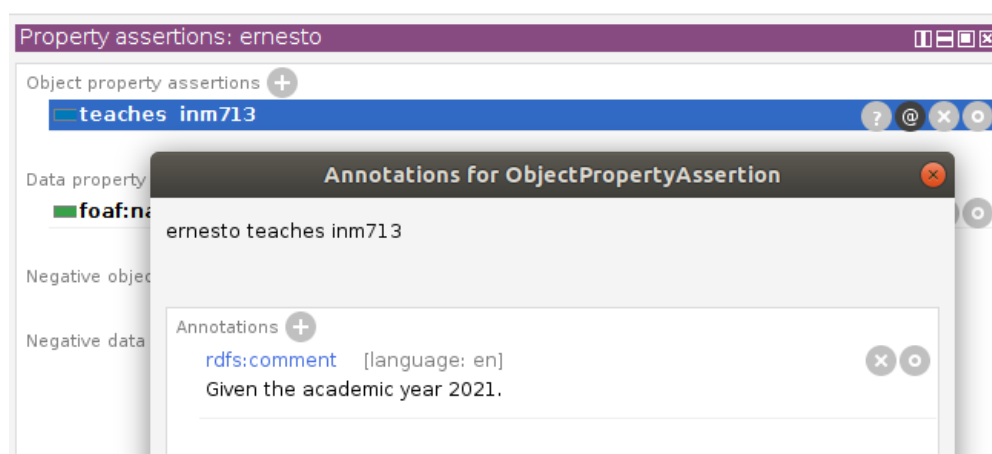 Property assertions: ernesto
Object property assertions
teaches inm713
? @
Data property
foaf:na
Annotations for ObjectPropertyAssertion
ernesto teaches inm713
Negative objec
Negative data
Annotations
rdfs:comment [language: en]
Given the academic year 2021.